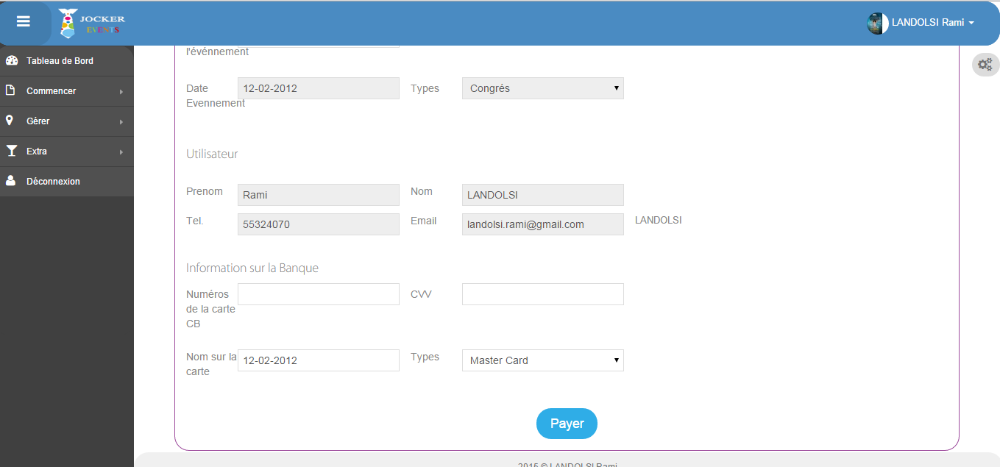 JOCKER
EVENTS
LANDOLSI Rami
Tableau de Bord
Commencer
Gérer
Extra
Déconnexion
l'événnement
Date
Evennement
12-02-2012
Types
Congrés
Utilisateur
Prenom
Rami
Nom
LANDOLSI
Tel.
55324070
Email
landolsi.rami@gmail.com
LANDOLSI
Information sur la Banque
Numéros
de la carte
CB
CVV
Nom sur la
carte
12-02-2012
Types
Master Card
Payer
2015 © LANDOLSI Rami